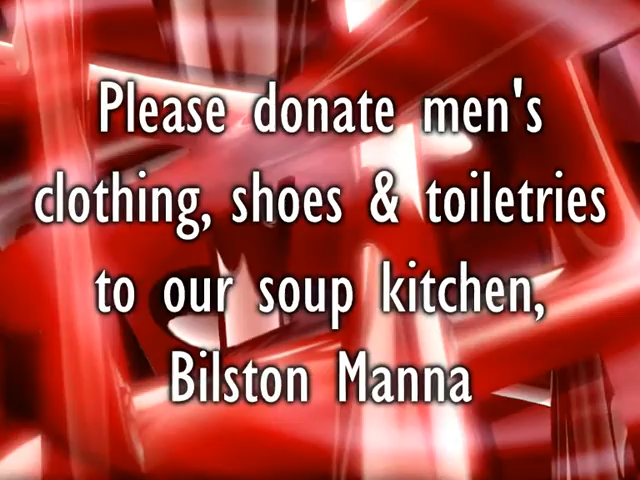 Please donate men's
clothing, shoes & toiletries
to our soup kitchen,
Bilston Manna